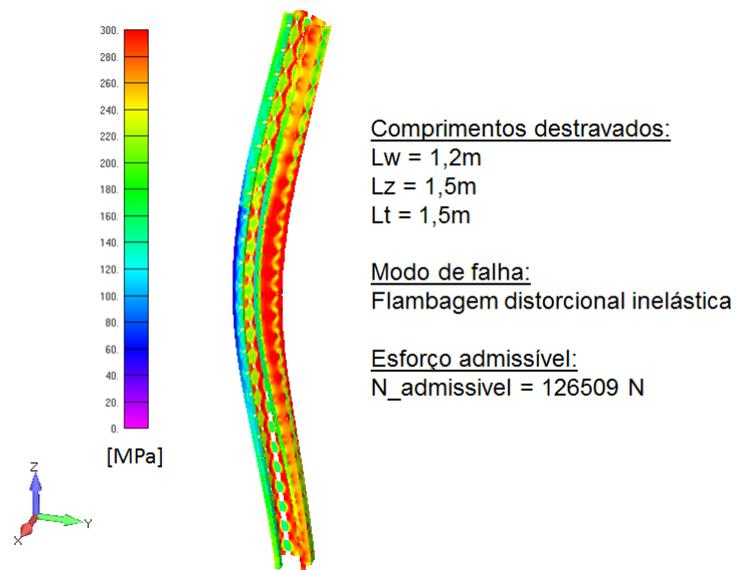 300.
280.
260.
240.
220.
200.
180.
160.
140.
120.
100.
80.
60.
40.
20.
0.
[MPa]
Z
Y
X
Comprimentos destravados:
Lw = 1,2m
Lz = 1,5m
Lt = 1,5m
Modo de falha:
Flambagem distorcional inelástica
Esforço admissível:
N_admissivel = 126509 N